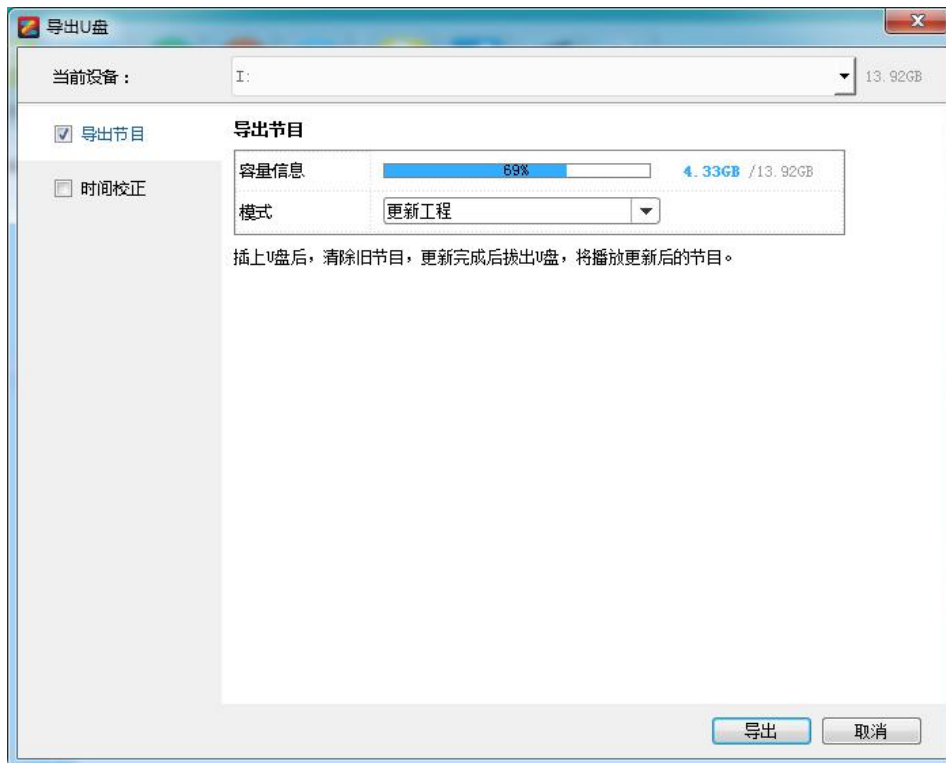 导出U盘
当前设备： I: 13.92GB
导出节目
时间校正
导出节目
容量信息 69% 4.33GB /13.92GB
模式 更新工程
插上U盘后，清除旧节目，更新完成后拔出U盘，将播放更新后的节目。
导出 取消